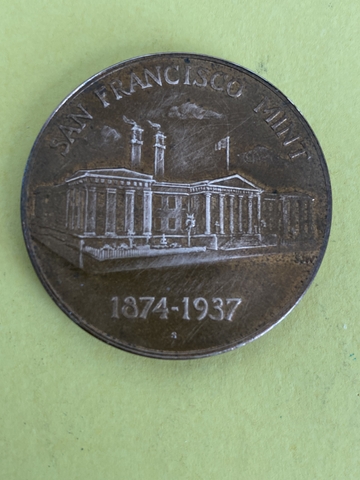 SAN FRANCISCO MINT
1874-1937
S